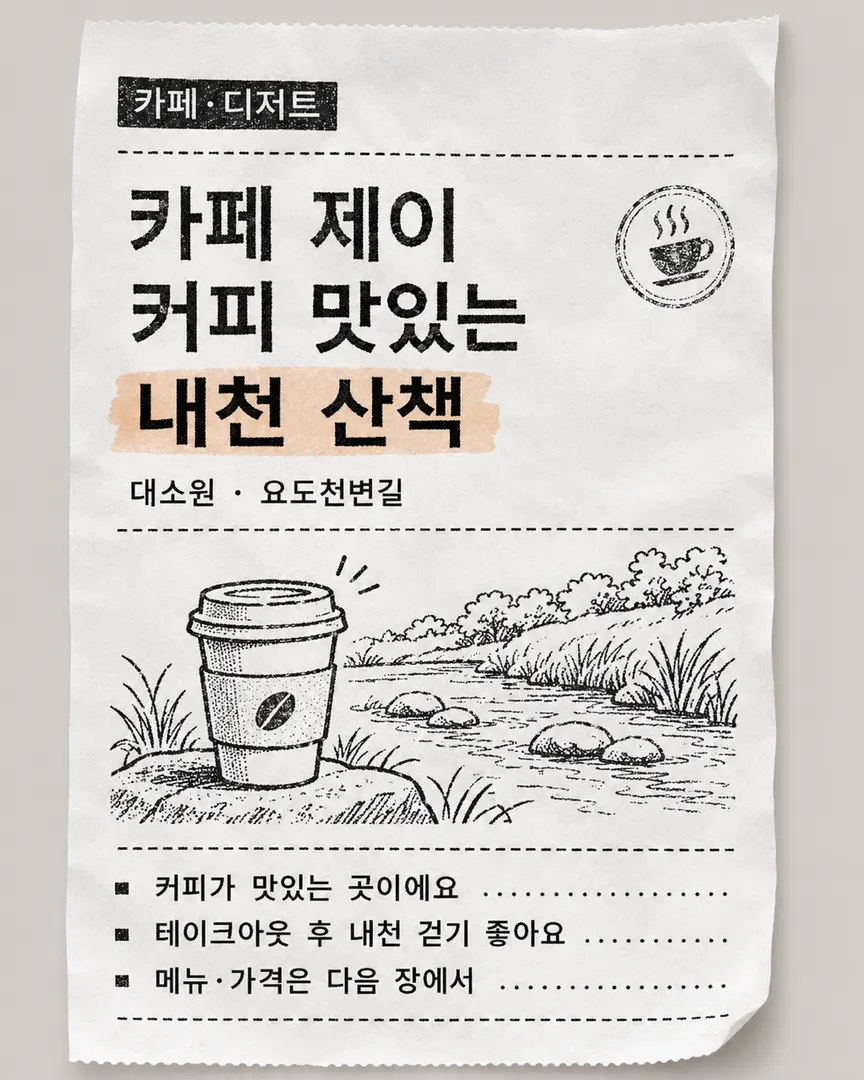 카페·디저트
카페 제이
커피 맛있는
내천 산책
대소원 · 요도천변길
커피가 맛있는 곳이에요
테이크아웃 후 내천 걷기 좋아요
메뉴·가격은 다음 장에서